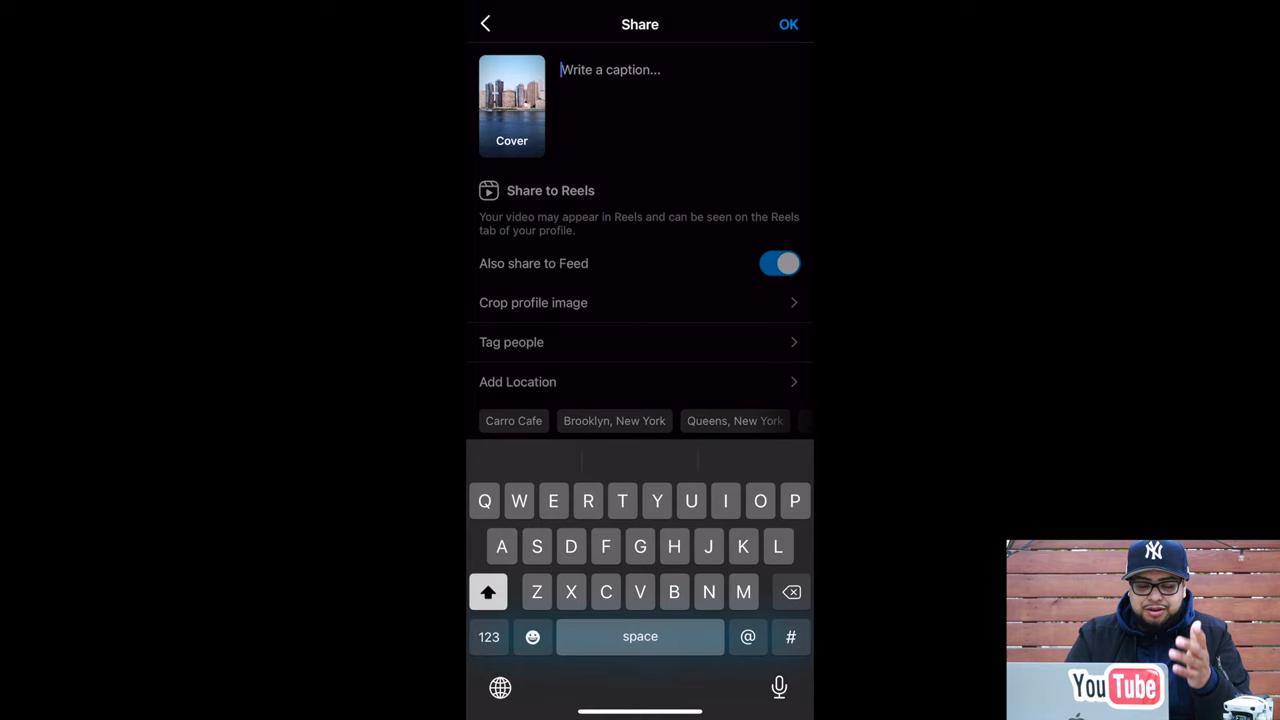 Share
OK
Write a caption...
Cover
Share to Reels
Your video may appear in Reels and can be seen on the Reels
tab of your profile.
Also share to Feed
Crop profile image
Tag people
Add Location
Carro Cafe
Brooklyn, New York
Queens, New York
Q W E R T Y U I O P
A S D F G H J K L
Z X C V B N M
123
space
@
#
NY
YouTube